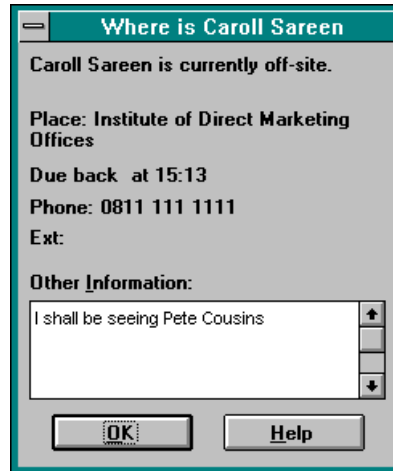 Where is Caroll Sareen
Caroll Sareen is currently off-site.
Place: Institute of Direct Marketing
Offices
Due back at 15:13
Phone: 0811 111 1111
Ext:
Other Information:
I shall be seeing Pete Cousins
OK
Help